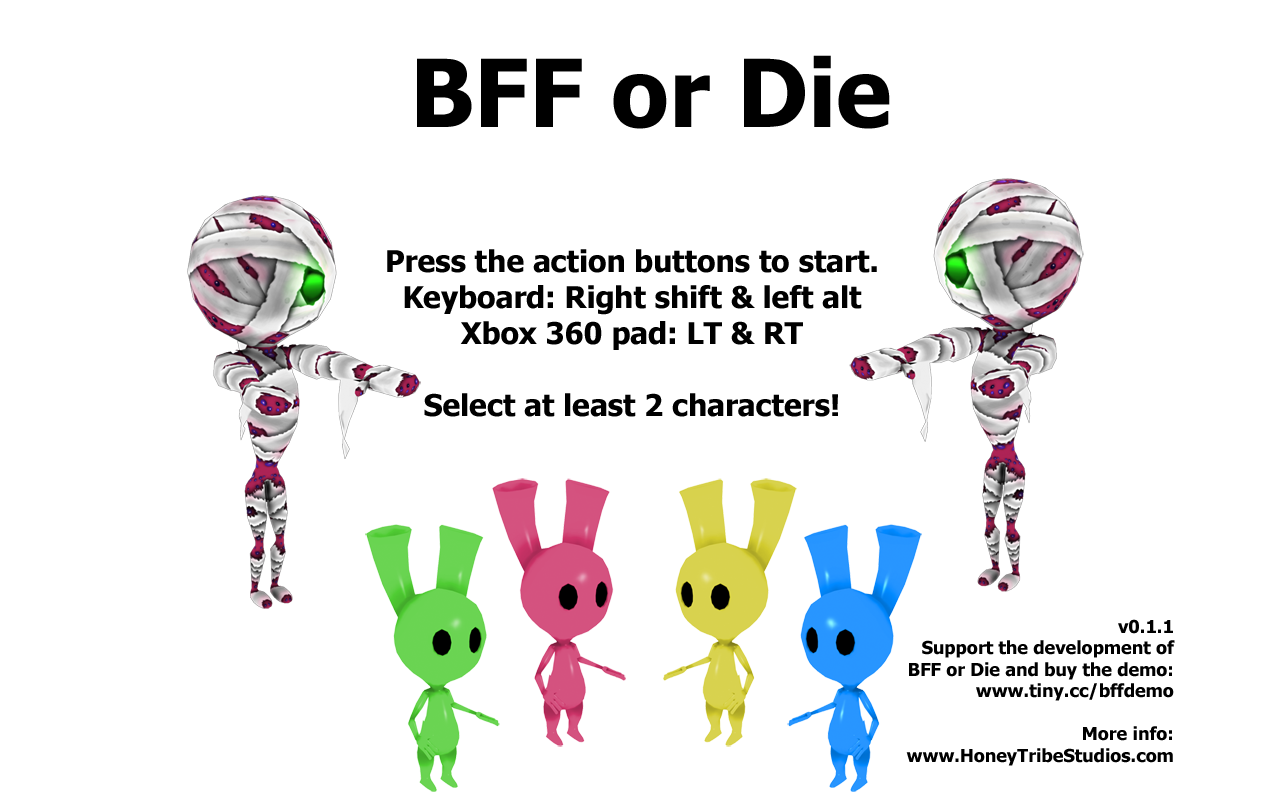 BFF or Die
Press the action buttons to start.
Keyboard: Right shift & left alt
Xbox 360 pad: LT & RT
Select at least 2 characters!
v0.1.1
Support the development of
BFF or Die and buy the demo:
www.tiny.cc/bffdemo
More info:
www.HoneyTribeStudios.com